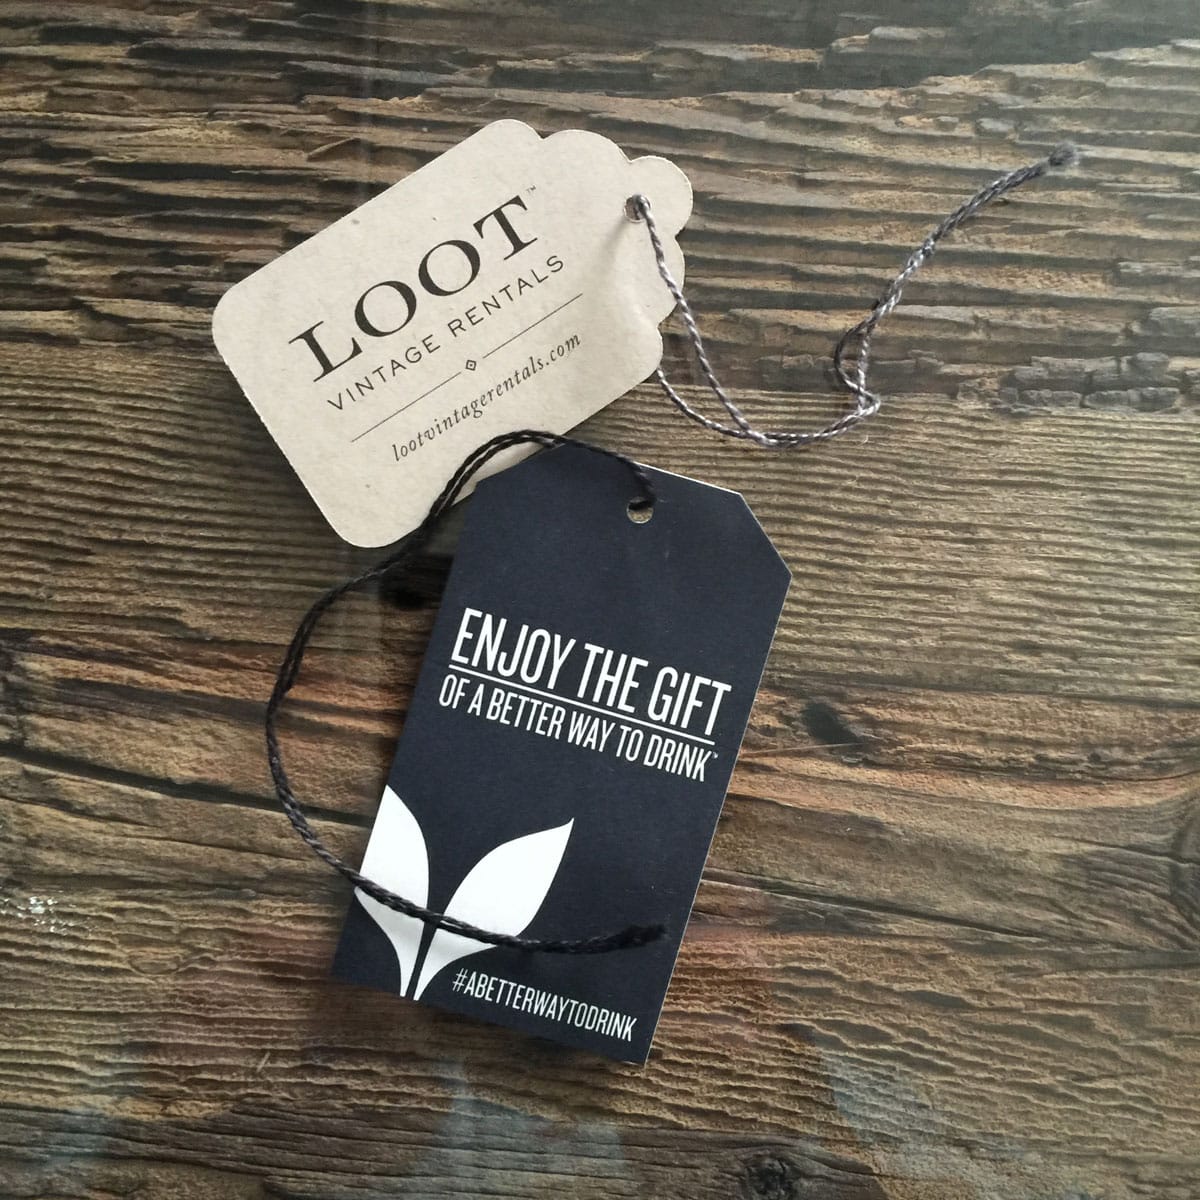 LOOT™
VINTAGE RENTALS
lootvintagerentals.com
ENJOY THE GIFT
OF A BETTER WAY TO DRINK™
#ABETTERWAYTODRINK